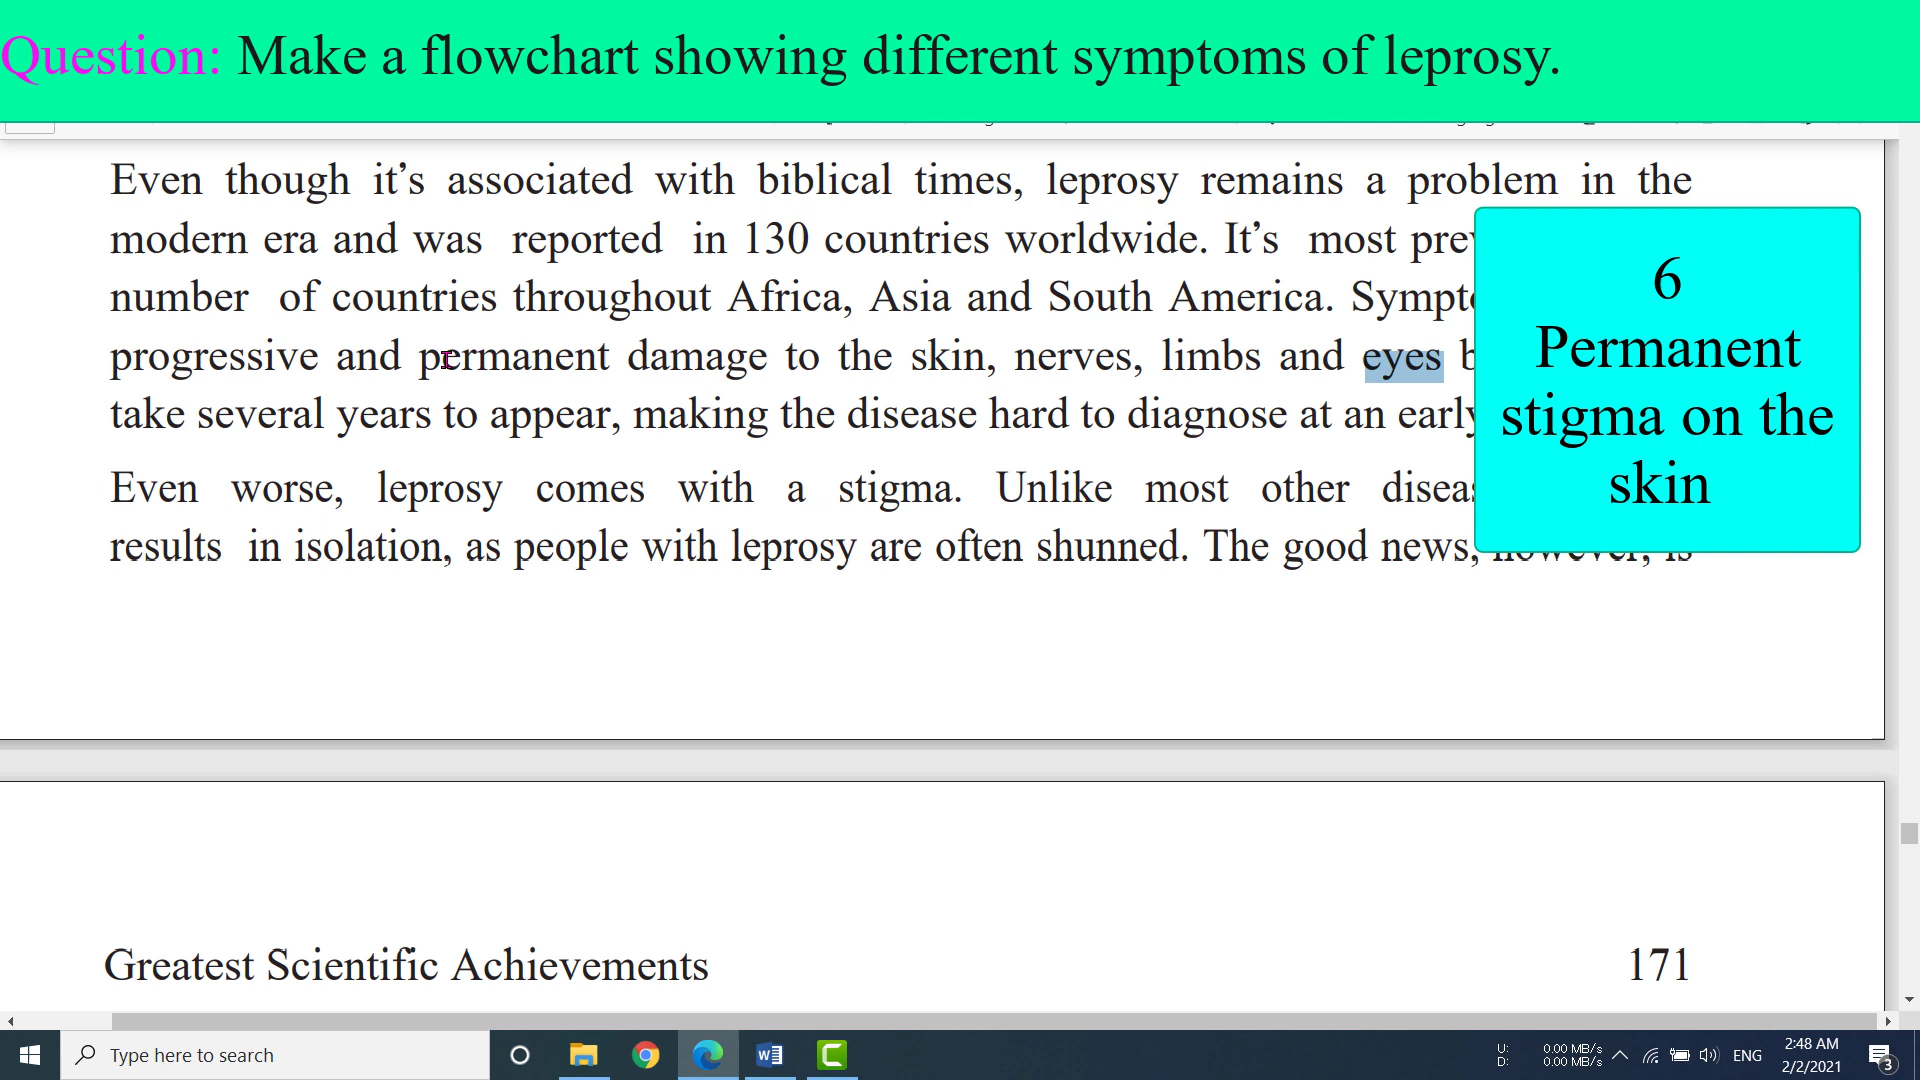 Question: Make a flowchart showing different symptoms of leprosy.
Even though it's associated with biblical times, leprosy remains a problem in the
modern era and was reported in 130 countries worldwide. It's most
number of countries throughout Africa, Asia and South America.
progressive and permanent damage to the skin, nerves, limbs and eyes
take several years to appear, making the disease hard to diagnose at an early
Even worse, leprosy comes with a stigma. Unlike most other
results in isolation, as people with leprosy are often shunned. The good news, however, is
6
Permanent
stigma on the
skin
Greatest Scientific Achievements 171
Type here to search
U: 0.00 MB/s
D: 0.00 MB/s
ENG
2:48 AM
2/2/2021
3